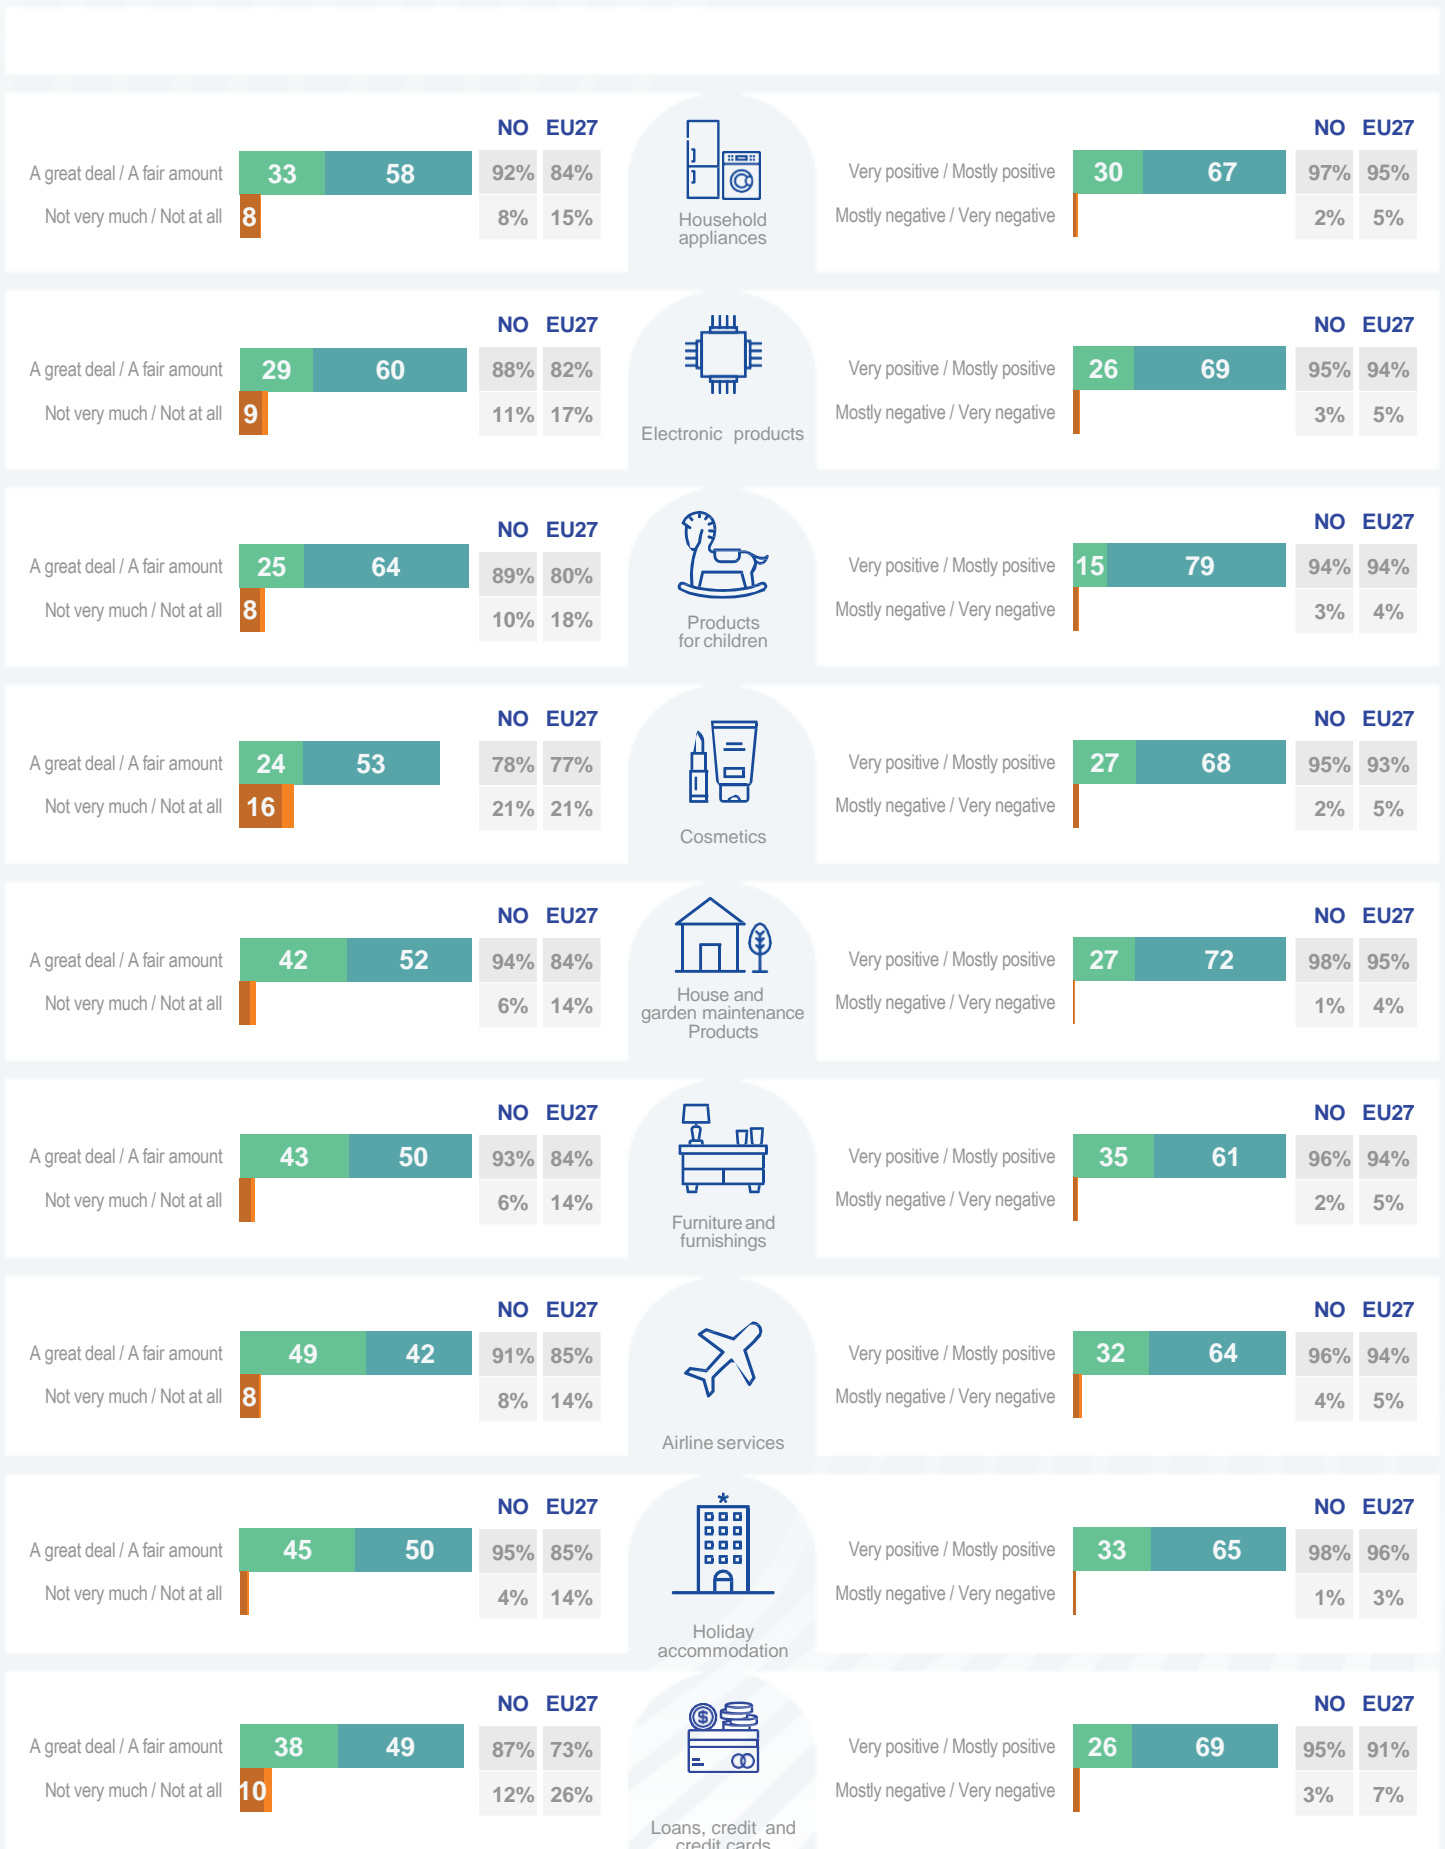 NO EU27
A great deal / A fair amount 33 58 92% 84%
Not very much / Not at all 8 8% 15%
Household
appliances
NO EU27
Very positive / Mostly positive 30 67 97% 95%
Mostly negative / Very negative 2% 5%
NO EU27
A great deal / A fair amount 29 60 88% 82%
Not very much / Not at all 9 11% 17%
Electronic products
NO EU27
Very positive / Mostly positive 26 69 95% 94%
Mostly negative / Very negative 3% 5%
NO EU27
A great deal / A fair amount 25 64 89% 80%
Not very much / Not at all 8 10% 18%
Products
for children
NO EU27
Very positive / Mostly positive 15 79 94% 94%
Mostly negative / Very negative 3% 4%
NO EU27
A great deal / A fair amount 24 53 78% 77%
Not very much / Not at all 16 21% 21%
Cosmetics
NO EU27
Very positive / Mostly positive 27 68 95% 93%
Mostly negative / Very negative 2% 5%
NO EU27
A great deal / A fair amount 42 52 94% 84%
Not very much / Not at all 6% 14%
House and
garden maintenance
Products
NO EU27
Very positive / Mostly positive 27 72 98% 95%
Mostly negative / Very negative 1% 4%
NO EU27
A great deal / A fair amount 43 50 93% 84%
Not very much / Not at all 6% 14%
Furniture and
furnishings
NO EU27
Very positive / Mostly positive 35 61 96% 94%
Mostly negative / Very negative 2% 5%
NO EU27
A great deal / A fair amount 49 42 91% 85%
Not very much / Not at all 8 8% 14%
Airline services
NO EU27
Very positive / Mostly positive 32 64 96% 94%
Mostly negative / Very negative 4% 5%
NO EU27
A great deal / A fair amount 45 50 95% 85%
Not very much / Not at all 4% 14%
Holiday
accommodation
NO EU27
Very positive / Mostly positive 33 65 98% 96%
Mostly negative / Very negative 1% 3%
NO EU27
A great deal / A fair amount 38 49 87% 73%
Not very much / Not at all 10 12% 26%
$
Loans, credit and
credit cards
NO EU27
Very positive / Mostly positive 26 69 95% 91%
Mostly negative / Very negative 3% 7%